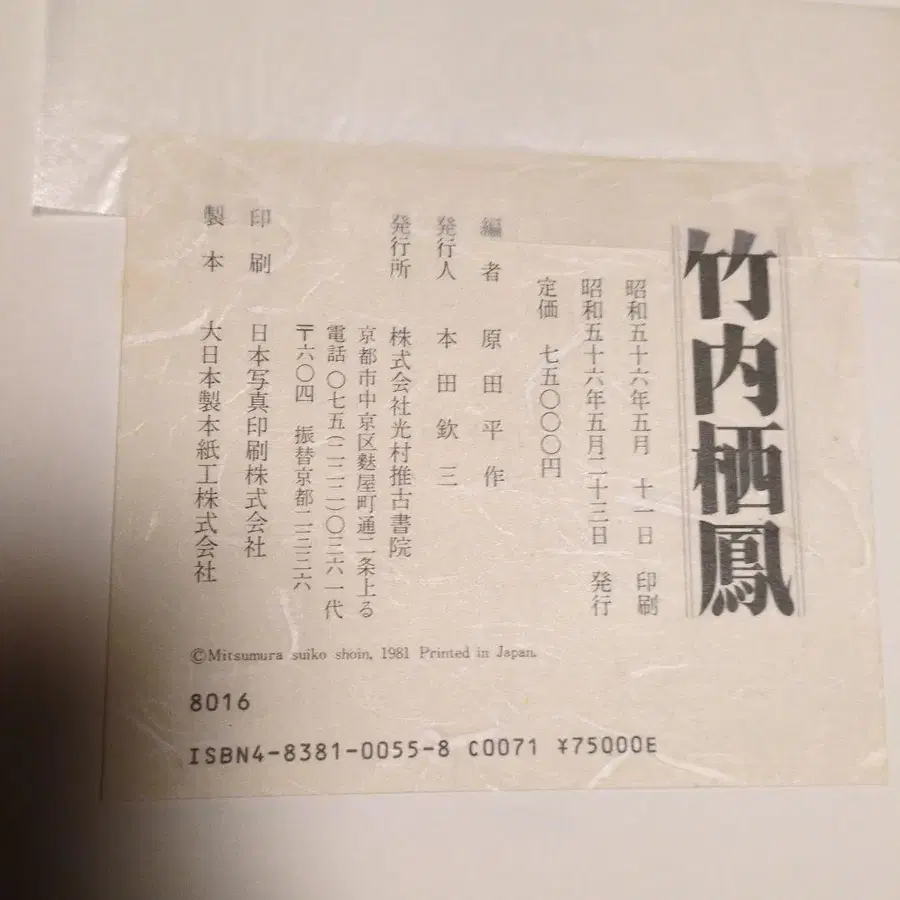 竹内栖鳳
昭和五十六年五月 十一日 印刷
昭和五十六年五月二十三日 発行
定価 七五〇〇〇円
編者 原田平作
発行人 本田欽三
発行所 株式会社光村推古書院
京都市中京区麩屋町通二条上る
電話〇七五(二二二)〇三六一代
〒六〇四 振替京都二三三三六
印刷 日本写真印刷株式会社
製本 大日本製本紙工株式会社
©Mitsumura suiko shoin, 1981 Printed in Japan.
8016
ISBN4-8381-0055-8 C0071 ¥75000E